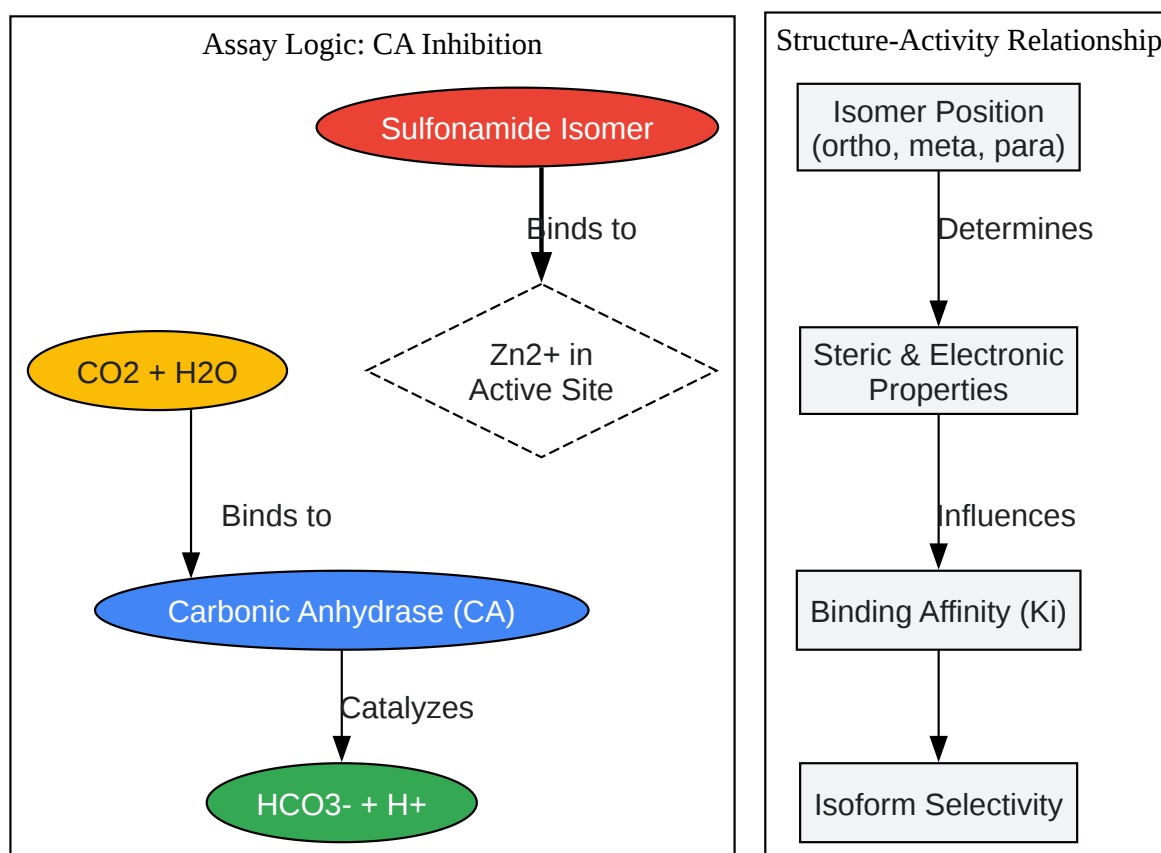 Assay Logic: CA Inhibition
Sulfonamide Isomer
Binds to
Zn2+ in
Active Site
CO2 + H2O
Binds to
Carbonic Anhydrase (CA)
Catalyzes
HCO3- + H+
Structure-Activity Relationship
Isomer Position
(ortho, meta, para)
Determines
Steric & Electronic
Properties
Influences
Binding Affinity (Ki)
Isoform Selectivity